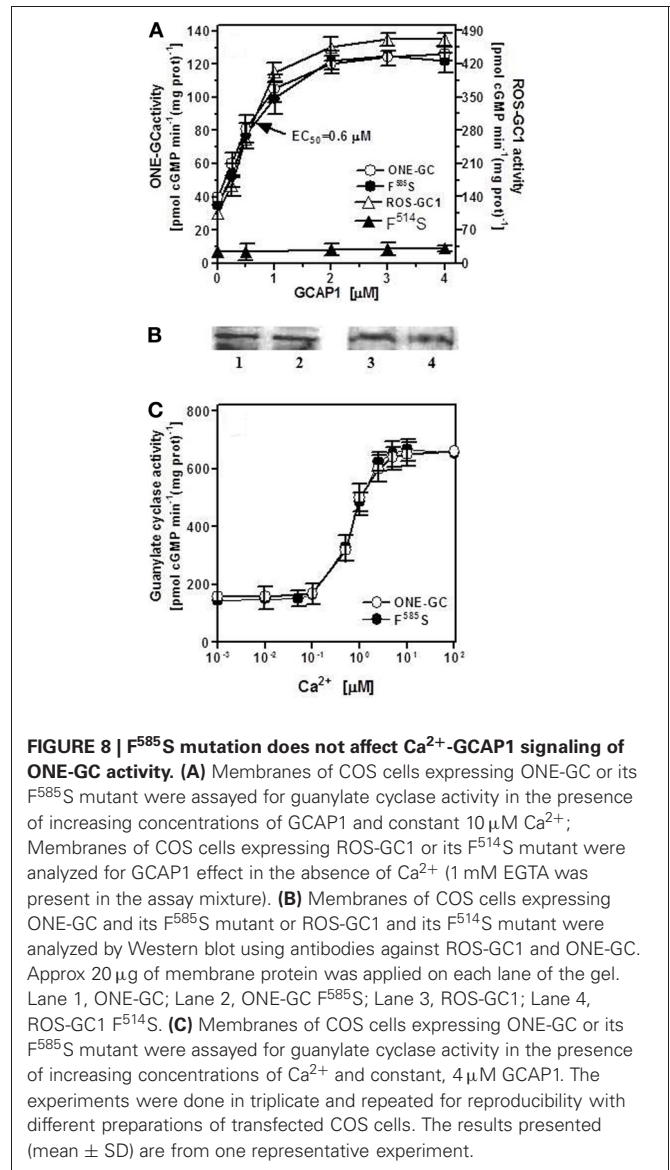 A
140
120
100
80
60
40
20
0
ONE-GCactivity
[pmol cGMP min⁻¹(mg prot)⁻¹]
490
420
350
280
210
140
70
0
ROS-GC1 activity
[pmol cGMP min⁻¹(mg prot)⁻¹]
EC₅₀=0.6 μM
ONE-GC
F⁵⁸⁵S
ROS-GC1
F⁵¹⁴S
0 1 2 3 4
GCAP1 [μM]
B
1 2 3 4
C
800
600
400
200
0
Guanylate cyclase activity
[pmol cGMP min⁻¹(mg prot)⁻¹]
ONE-GC
F⁵⁸⁵S
10⁻³ 10⁻² 10⁻¹ 10⁰ 10¹ 10²
Ca²⁺ [μM]
FIGURE 8 | F⁵⁸⁵S mutation does not affect Ca²⁺-GCAP1 signaling of
ONE-GC activity. (A) Membranes of COS cells expressing ONE-GC or its
F⁵⁸⁵S mutant were assayed for guanylate cyclase activity in the presence
of increasing concentrations of GCAP1 and constant 10 μM Ca²⁺;
Membranes of COS cells expressing ROS-GC1 or its F⁵¹⁴S mutant were
analyzed for GCAP1 effect in the absence of Ca²⁺ (1 mM EGTA was
present in the assay mixture). (B) Membranes of COS cells expressing
ONE-GC and its F⁵⁸⁵S mutant or ROS-GC1 and its F⁵¹⁴S mutant were
analyzed by Western blot using antibodies against ROS-GC1 and ONE-GC.
Approx 20 μg of membrane protein was applied on each lane of the gel.
Lane 1, ONE-GC; Lane 2, ONE-GC F⁵⁸⁵S; Lane 3, ROS-GC1; Lane 4,
ROS-GC1 F⁵¹⁴S. (C) Membranes of COS cells expressing ONE-GC or its
F⁵⁸⁵S mutant were assayed for guanylate cyclase activity in the presence
of increasing concentrations of Ca²⁺ and constant, 4 μM GCAP1. The
experiments were done in triplicate and repeated for reproducibility with
different preparations of transfected COS cells. The results presented
(mean ± SD) are from one representative experiment.